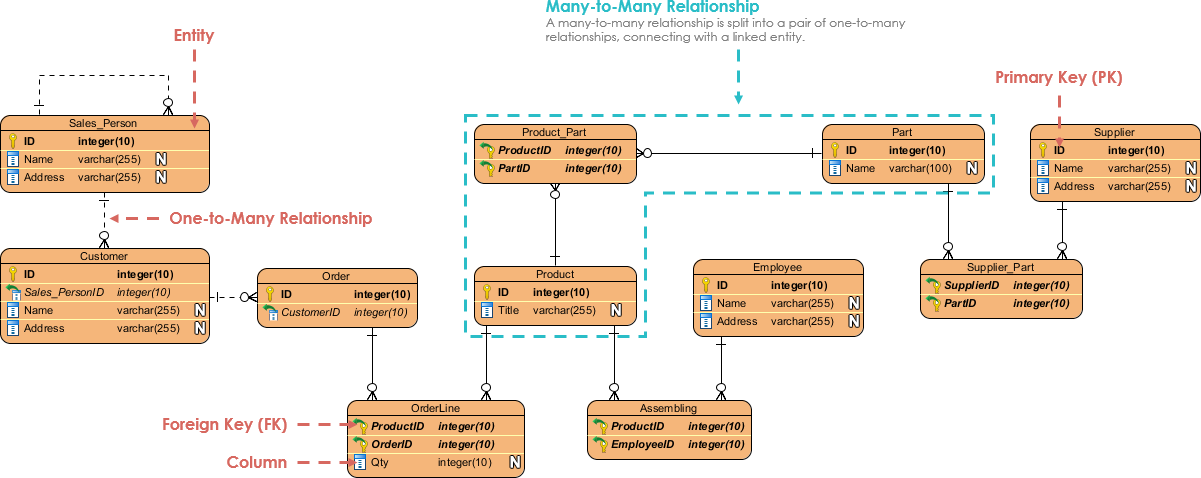 Many-to-Many Relationship
A many-to-many relationship is split into a pair of one-to-many
relationships, connecting with a linked entity.
Entity
Primary Key (PK)
Sales_Person
ID integer(10)
Name varchar(255) N
Address varchar(255) N
Product_Part
ProductID integer(10)
PartID integer(10)
Part
ID integer(10)
Name varchar(100) N
Supplier
ID integer(10)
Name varchar(255) N
Address varchar(255) N
One-to-Many Relationship
Customer
ID integer(10)
Sales_PersonID integer(10)
Name varchar(255) N
Address varchar(255) N
Order
ID integer(10)
CustomerID integer(10)
Product
ID integer(10)
Title varchar(255) N
Employee
ID integer(10)
Name varchar(255) N
Address varchar(255) N
Supplier_Part
SupplierID integer(10)
PartID integer(10)
Foreign Key (FK)
Column
OrderLine
ProductID integer(10)
OrderID integer(10)
Qty integer(10) N
Assembling
ProductID integer(10)
EmployeeID integer(10)